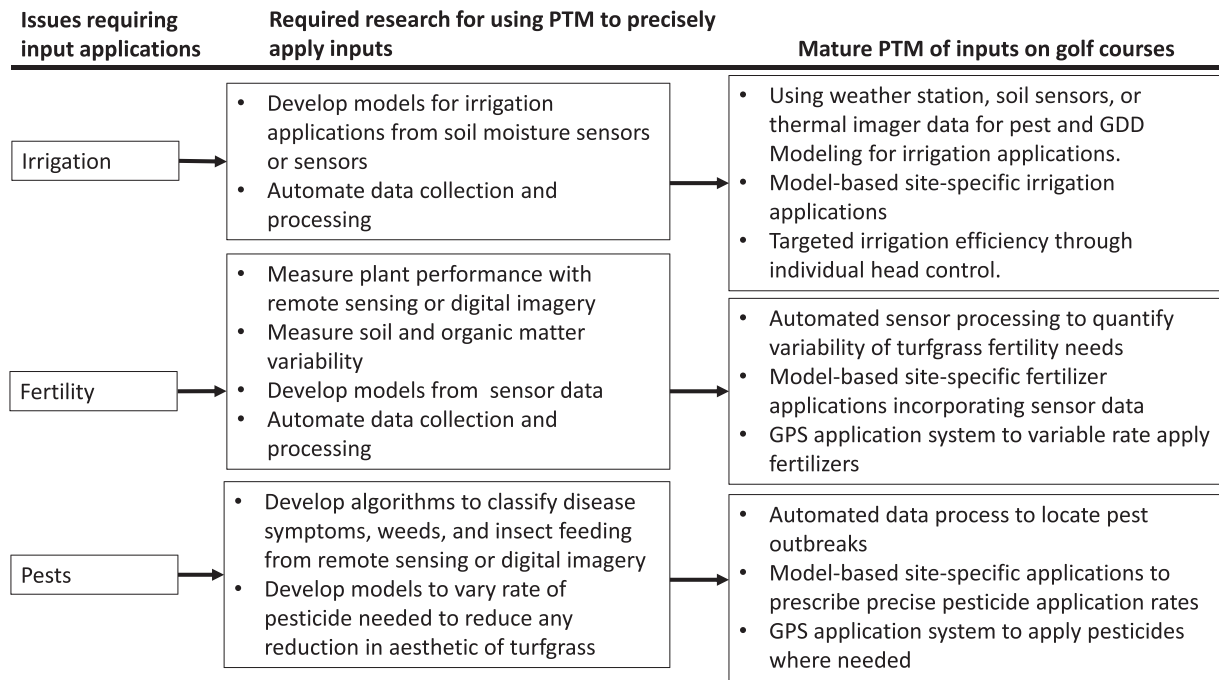 Issues requiring
input applications
Required research for using PTM to precisely
apply inputs
Mature PTM of inputs on golf courses
Irrigation
• Develop models for irrigation
applications from soil moisture sensors
or sensors
• Automate data collection and
processing
• Using weather station, soil sensors, or
thermal imager data for pest and GDD
Modeling for irrigation applications.
• Model-based site-specific irrigation
applications
• Targeted irrigation efficiency through
individual head control.
Fertility
• Measure plant performance with
remote sensing or digital imagery
• Measure soil and organic matter
variability
• Develop models from sensor data
• Automate data collection and
processing
• Automated sensor processing to quantify
variability of turfgrass fertility needs
• Model-based site-specific fertilizer
applications incorporating sensor data
• GPS application system to variable rate apply
fertilizers
Pests
• Develop algorithms to classify disease
symptoms, weeds, and insect feeding
from remote sensing or digital imagery
• Develop models to vary rate of
pesticide needed to reduce any
reduction in aesthetic of turfgrass
• Automated data process to locate pest
outbreaks
• Model-based site-specific applications to
prescribe precise pesticide application rates
• GPS application system to apply pesticides
where needed